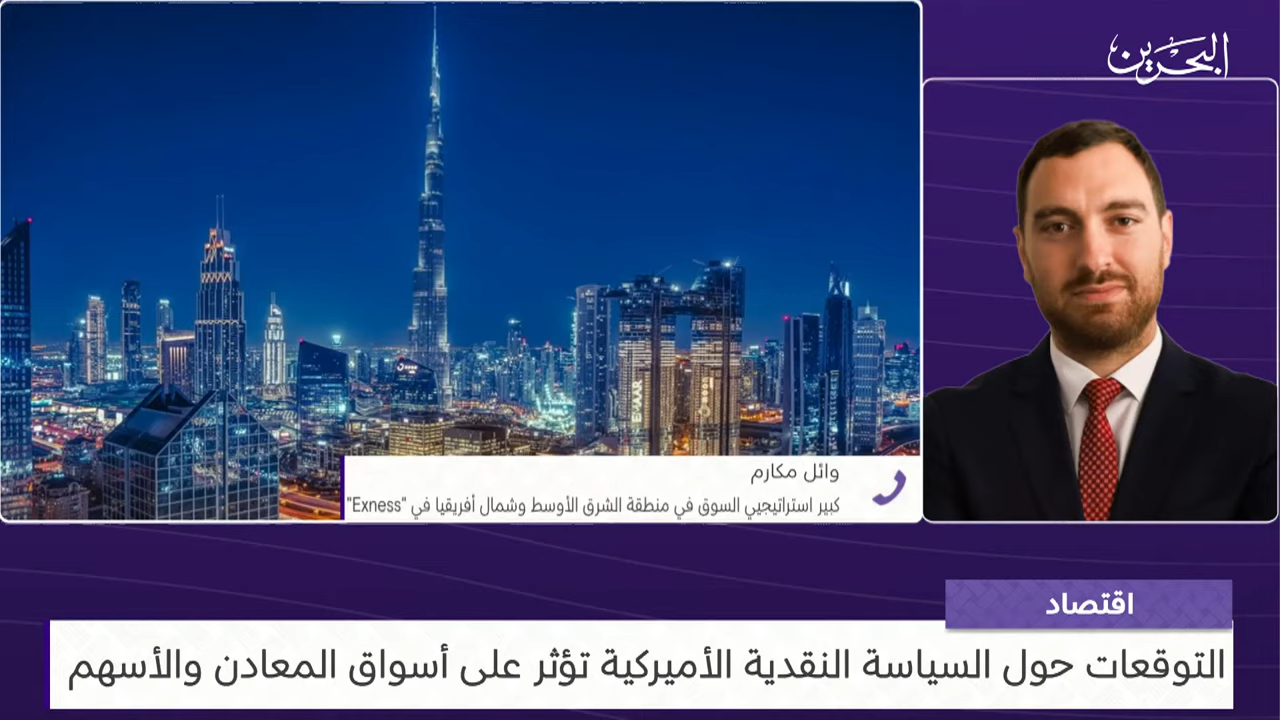 البحرين
وائل مكارم
كبير استراتيجيي السوق في منطقة الشرق الأوسط وشمال أفريقيا في "Exness"
اقتصاد
التوقعات حول السياسة النقدية الأميركية تؤثر على أسواق المعادن والأسهم
EMAAR